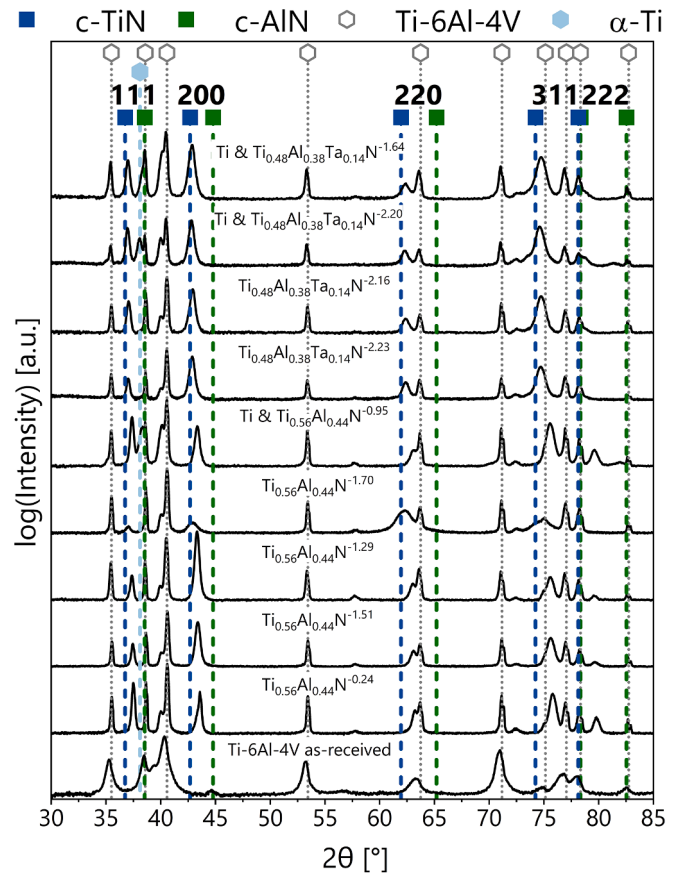 c-TiN c-AlN Ti-6Al-4V α-Ti
111 200 220 311 222
Ti & Ti0.48Al0.38Ta0.14N-1.64
Ti & Ti0.48Al0.38Ta0.14N-2.20
Ti0.48Al0.38Ta0.14N-2.16
Ti0.48Al0.38Ta0.14N-2.23
Ti & Ti0.56Al0.44N-0.95
Ti0.56Al0.44N-1.70
Ti0.56Al0.44N-1.29
Ti0.56Al0.44N-1.51
Ti0.56Al0.44N-0.24
Ti-6Al-4V as-received
log(Intensity) [a.u.]
30 35 40 45 50 55 60 65 70 75 80 85
2θ [°]